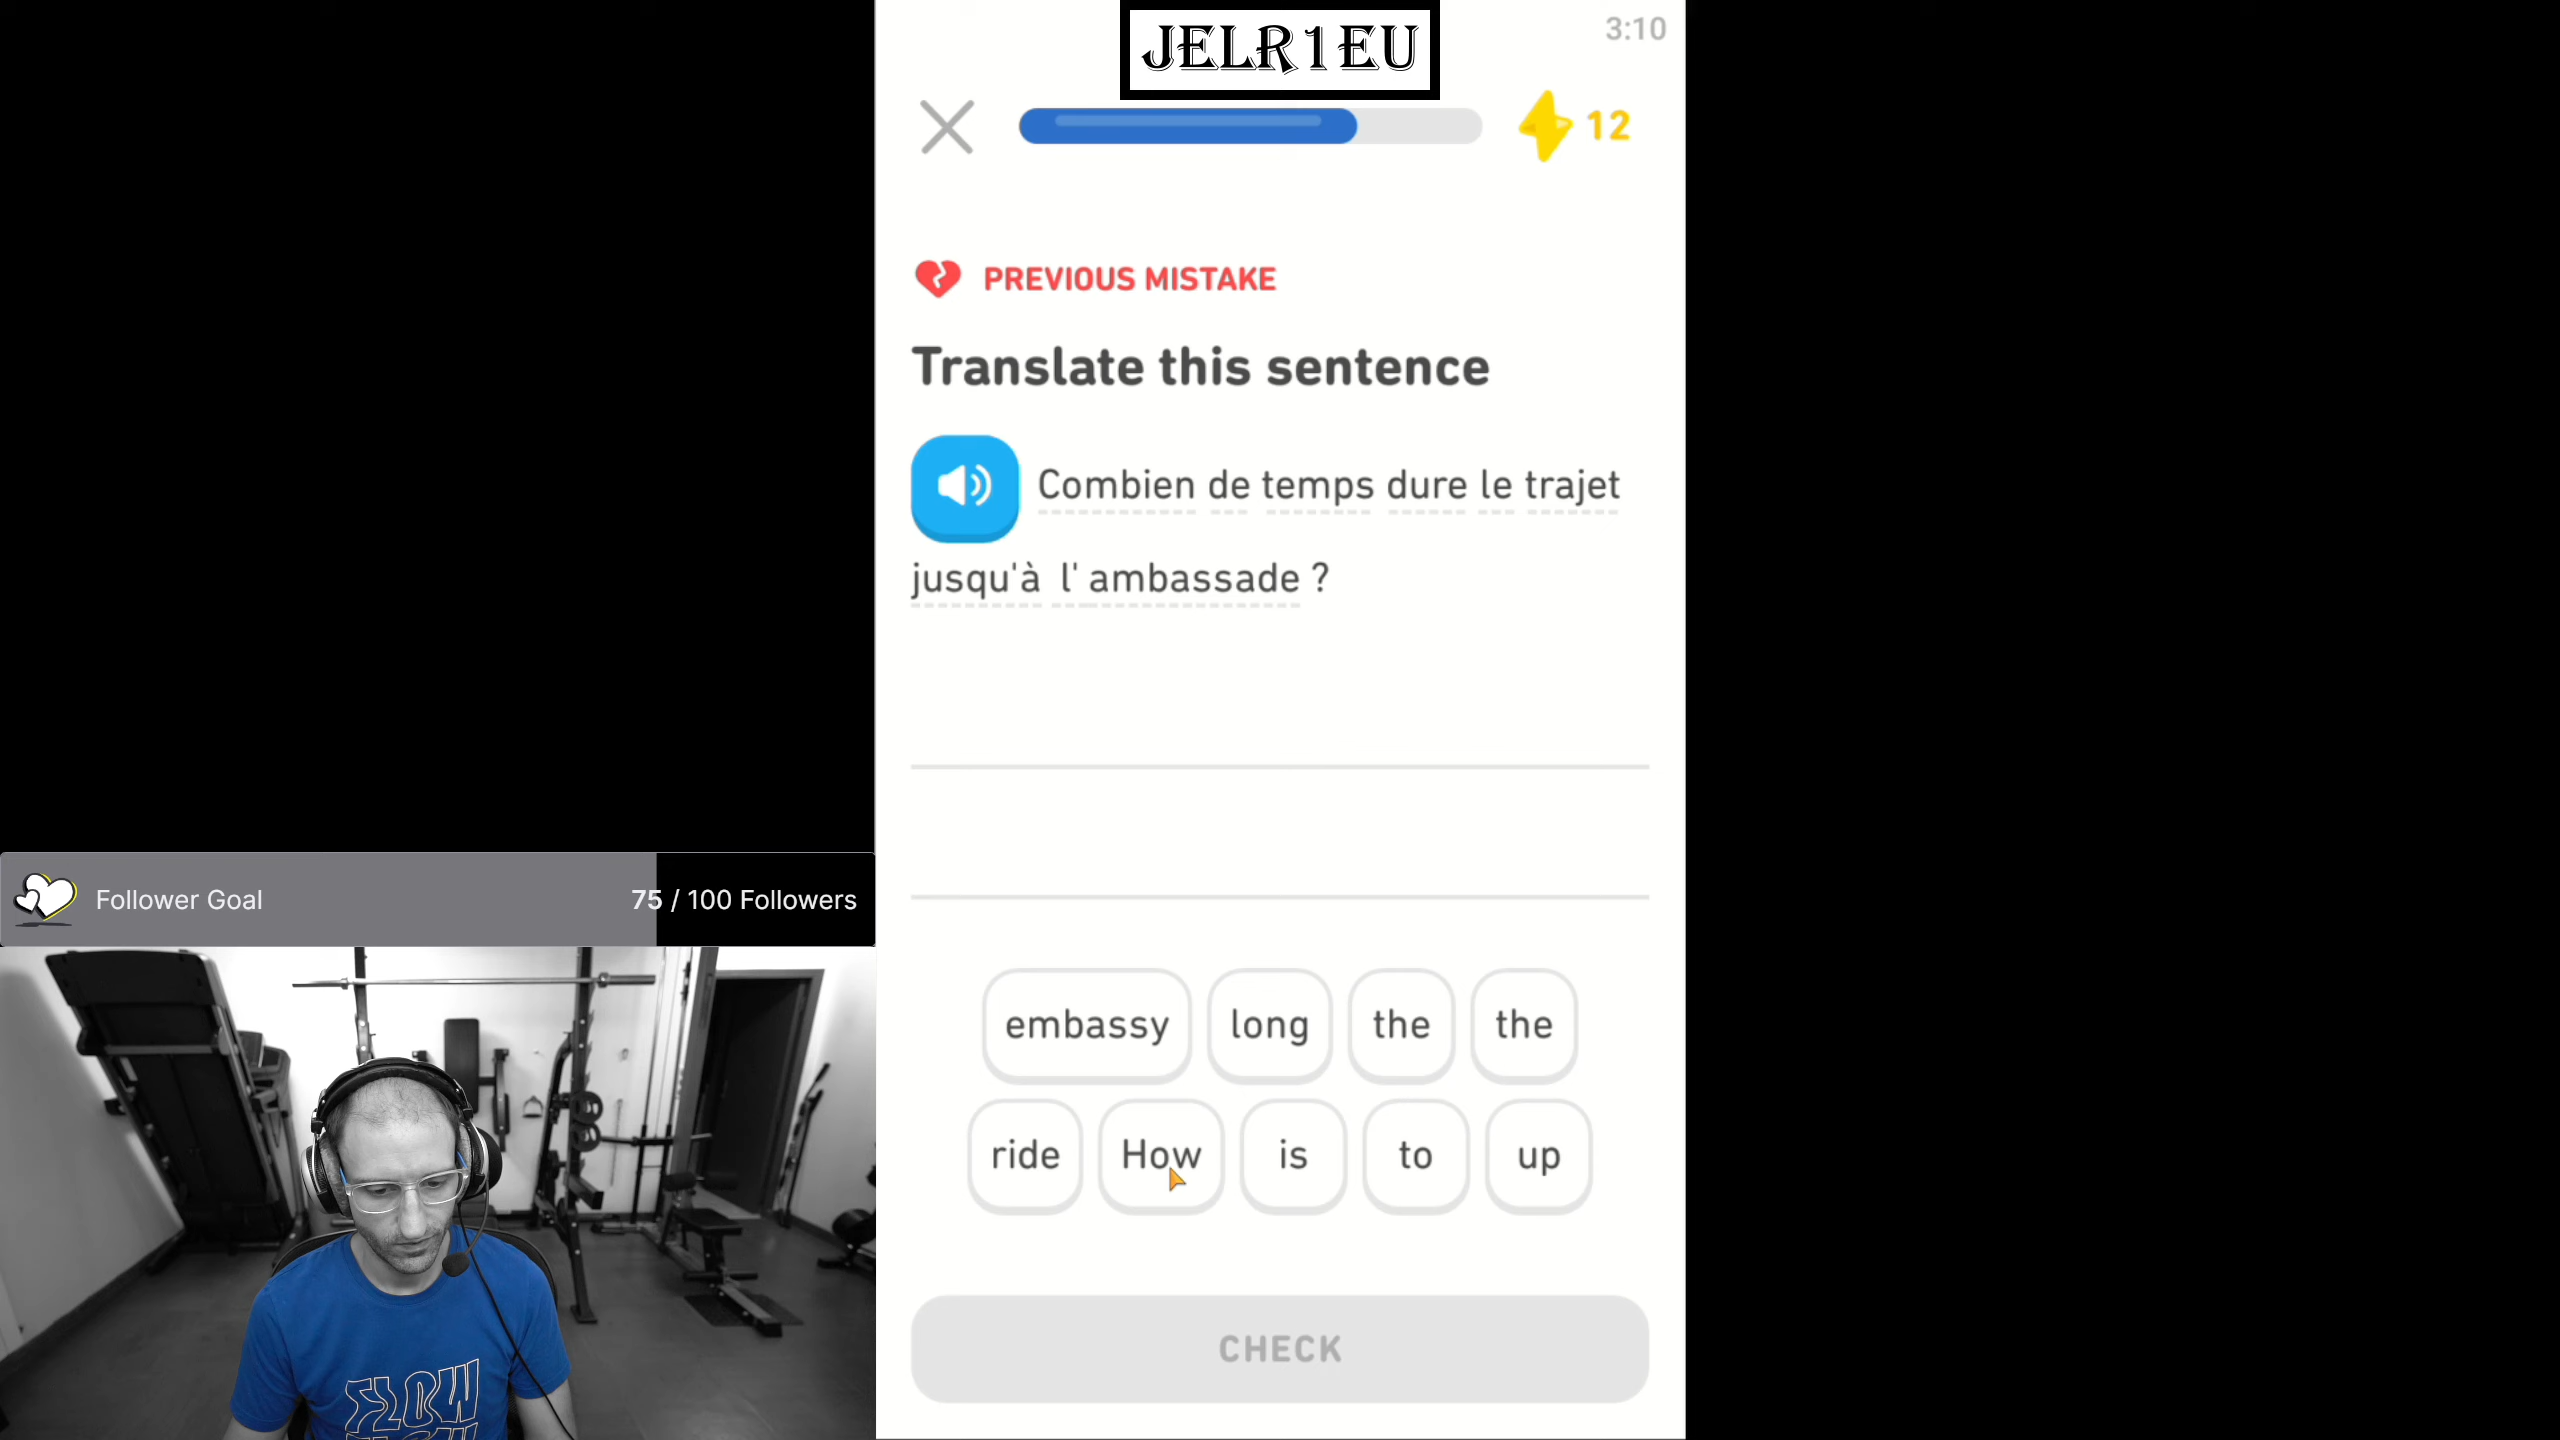 JELR1EU
3:10
12
PREVIOUS MISTAKE
Translate this sentence
Combien de temps dure le trajet
jusqu'à l'ambassade ?
Follower Goal 75 / 100 Followers
embassy long the the
ride How is to up
CHECK
FLOW